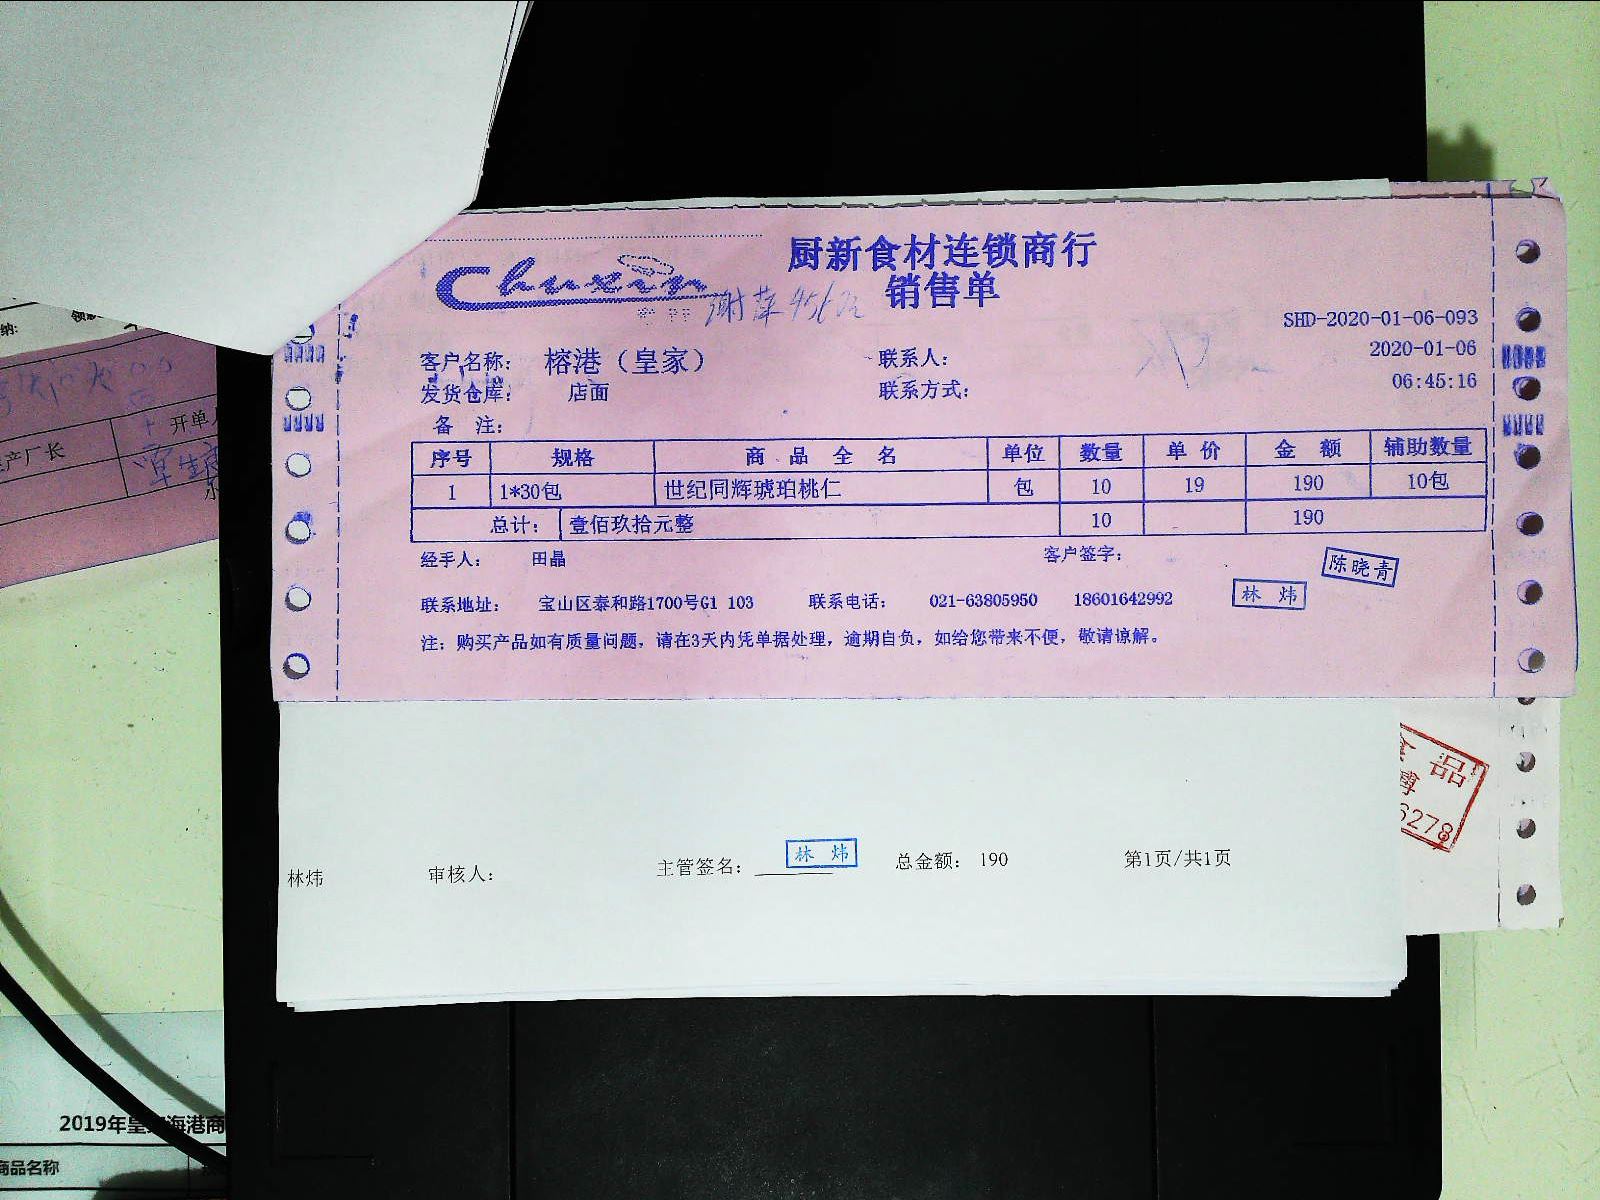 厨新食材连锁商行
Chuxin
销售单
SHD-2020-01-06-093
客户名称： 榕港（皇家） 联系人： 2020-01-06
发货仓库： 店面 联系方式： 06:45:16
备 注：
序号 规格 商 品 全 名 单位 数量 单 价 金 额 辅助数量
1 1*30包 世纪同辉琥珀桃仁 包 10 19 190 10包
总计： 壹佰玖拾元整 10 190
经手人： 田晶 客户签字：
陈晓青
联系地址： 宝山区泰和路1700号G1 103 联系电话： 021-63805950 18601642992 林 炜
注：购买产品如有质量问题，请在3天内凭单据处理，逾期自负，如给您带来不便，敬请谅解。
品
博
6278
林炜 审核人： 主管签名： 林 炜 总金额： 190 第1页/共1页
纳:
开单人
产厂长
2019年皇 海港商
商品名称